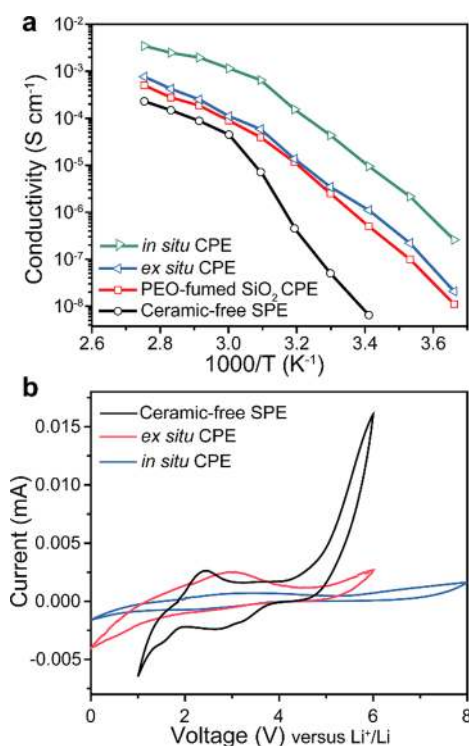 a
10⁻²
10⁻³
10⁻⁴
10⁻⁵
10⁻⁶
10⁻⁷
10⁻⁸
Conductivity (S cm⁻¹)
in situ CPE
ex situ CPE
PEO-fumed SiO₂ CPE
Ceramic-free SPE
2.6 2.8 3.0 3.2 3.4 3.6
1000/T (K⁻¹)
b
0.015
0.010
0.005
0.000
-0.005
Current (mA)
Ceramic-free SPE
ex situ CPE
in situ CPE
0 2 4 6 8
Voltage (V) versus Li⁺/Li